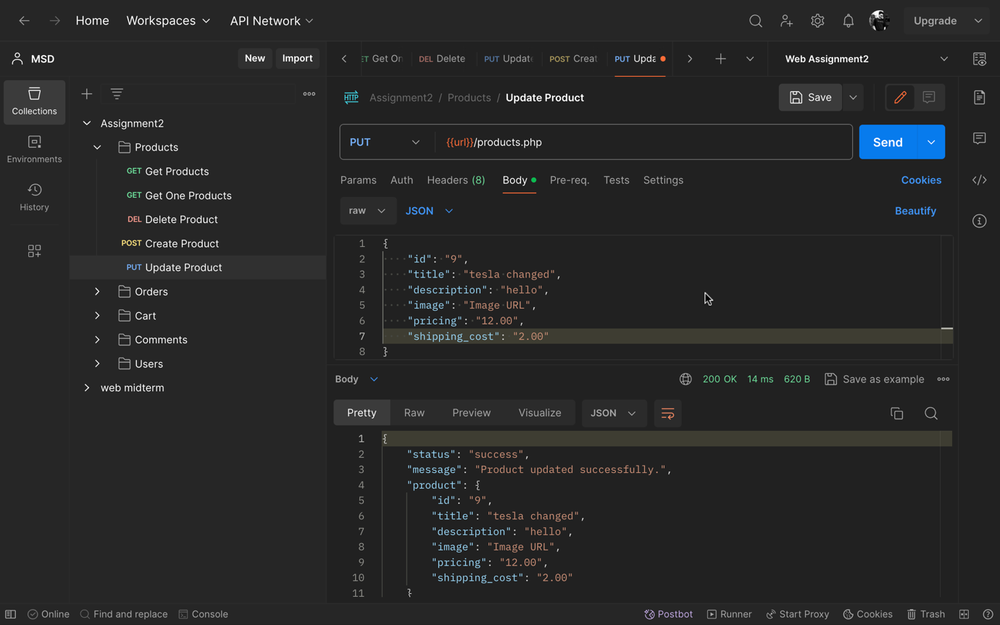 Home Workspaces API Network Upgrade
MSD New Import
GET Get On DEL Delete PUT Update POST Creat PUT Upda Web Assignment2
Collections
Environments
History
Assignment2
Products
GET Get Products
GET Get One Products
DEL Delete Product
POST Create Product
PUT Update Product
Orders
Cart
Comments
Users
web midterm
HTTP Assignment2 / Products / Update Product Save
PUT {{url}}/products.php Send
Params Auth Headers (8) Body Pre-req. Tests Settings Cookies
raw JSON Beautify
1 {
2 "id": "9",
3 "title": "tesla changed",
4 "description": "hello",
5 "image": "Image URL",
6 "pricing": "12.00",
7 "shipping_cost": "2.00"
8 }
Body 200 OK 14 ms 620 B Save as example
Pretty Raw Preview Visualize JSON
1 {
2 "status": "success",
3 "message": "Product updated successfully.",
4 "product": {
5 "id": "9",
6 "title": "tesla changed",
7 "description": "hello",
8 "image": "Image URL",
9 "pricing": "12.00",
10 "shipping_cost": "2.00"
11 }
Online Find and replace Console Postbot Runner Start Proxy Cookies Trash